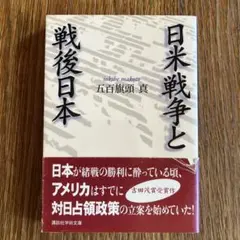 日米戦争と
戦後日本
五百旗頭 真
日本が緒戦の勝利に酔っている頃、
アメリカはすでに
対日占領政策の立案を始めていた!
吉田茂賞受賞作
講談社学術文庫